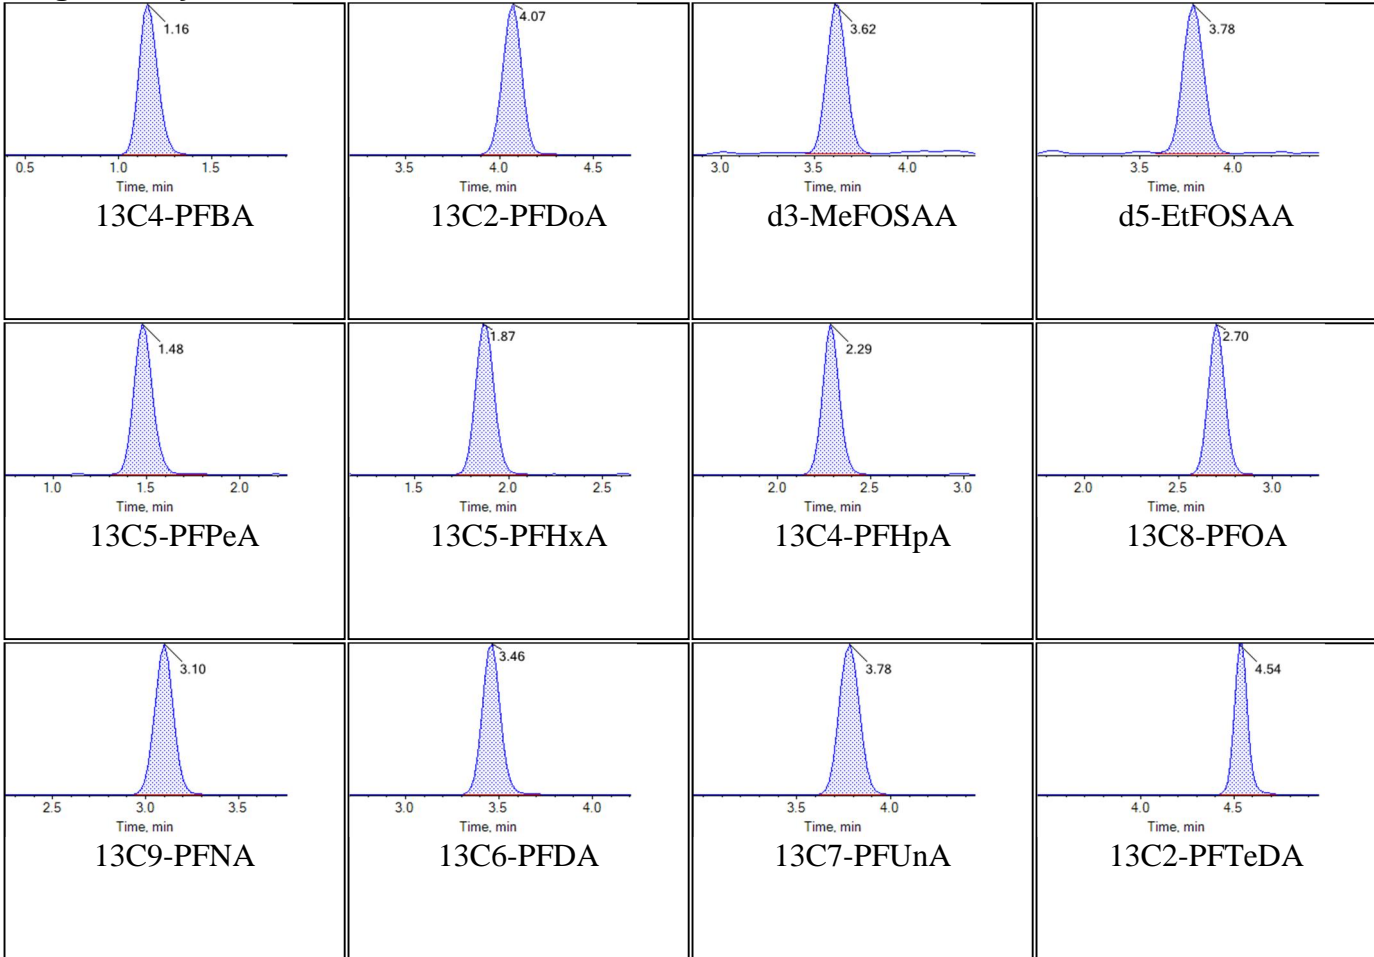 1.16
0.5 1.0 1.5
Time, min
13C4-PFBA
4.07
3.5 4.0 4.5
Time, min
13C2-PFDoA
3.62
3.0 3.5 4.0
Time, min
d3-MeFOSAA
3.78
3.5 4.0
Time, min
d5-EtFOSAA
1.48
1.0 1.5 2.0
Time, min
13C5-PFPeA
1.87
1.5 2.0 2.5
Time, min
13C5-PFHxA
2.29
2.0 2.5 3.0
Time, min
13C4-PFHpA
2.70
2.0 2.5 3.0
Time, min
13C8-PFOA
3.10
2.5 3.0 3.5
Time, min
13C9-PFNA
3.46
3.0 3.5 4.0
Time, min
13C6-PFDA
3.78
3.5 4.0
Time, min
13C7-PFUnA
4.54
4.0 4.5
Time, min
13C2-PFTeDA